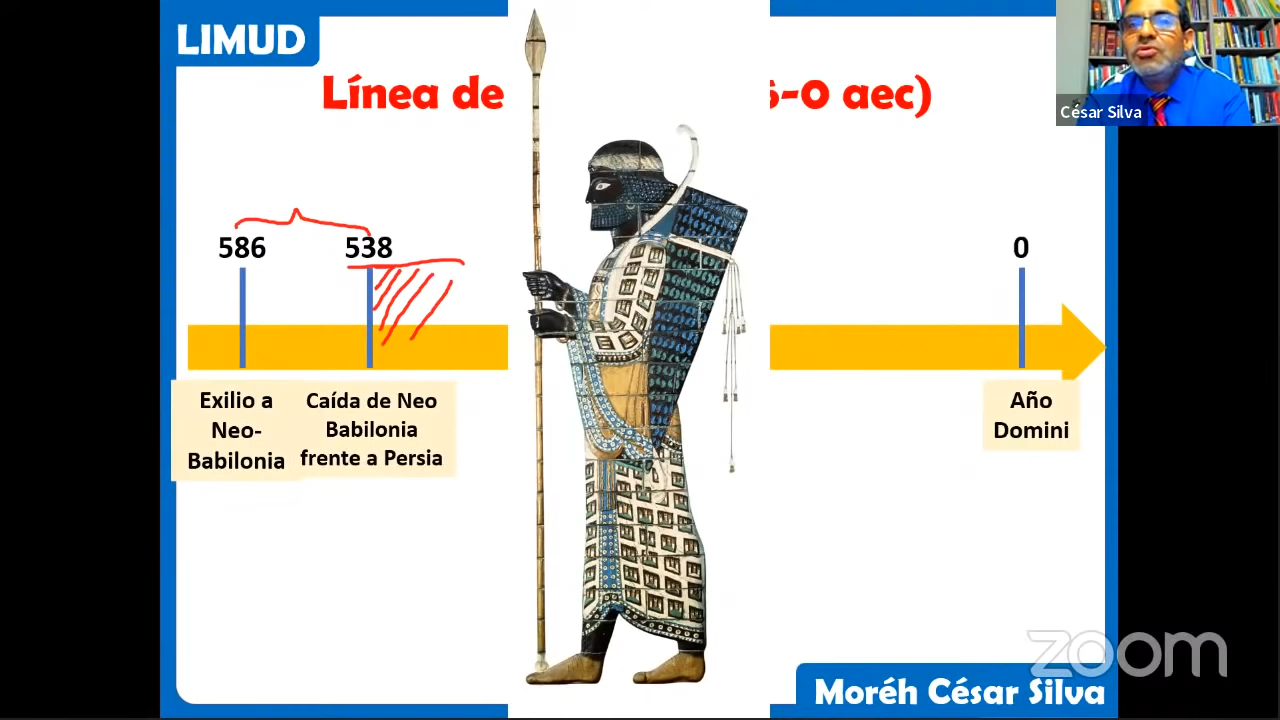 LIMUD
Línea de
-0 aec)
César Silva
586
538
0
Exilio a
Neo-
Babilonia
Caída de Neo
Babilonia
frente a Persia
Año
Domini
zoom
Moréh César Silva